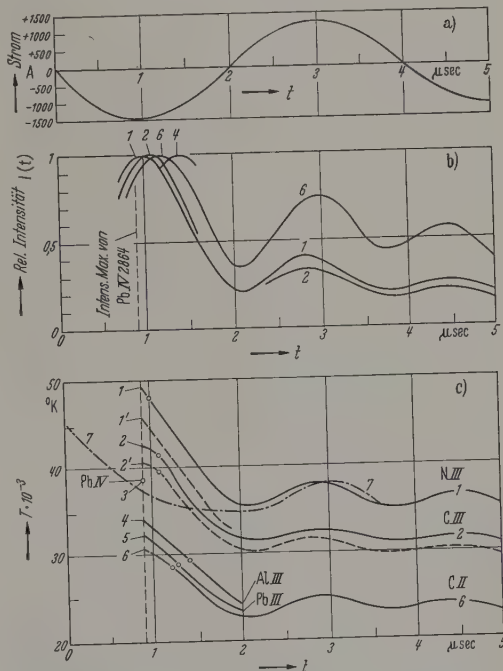 +1500
+1000
+500
A 0
-500
-1000
-1500
Strom
a)
1 2 3 4 μsec 5
t
1 2 6 4
1
0,5
0
Rel. Intensität I(t)
Intens. Max. von
Pb IV 2864
b)
6
1
2
0 1 2 3 4 μsec 5
t
50
°K
40
30
20
T·10⁻³
c)
1
1'
7
2
2'
Pb IV
3
4
5
6
7
N III
1
C III
2
Al III
Pb III
C II
6
0 1 2 3 4 μsec 5
t